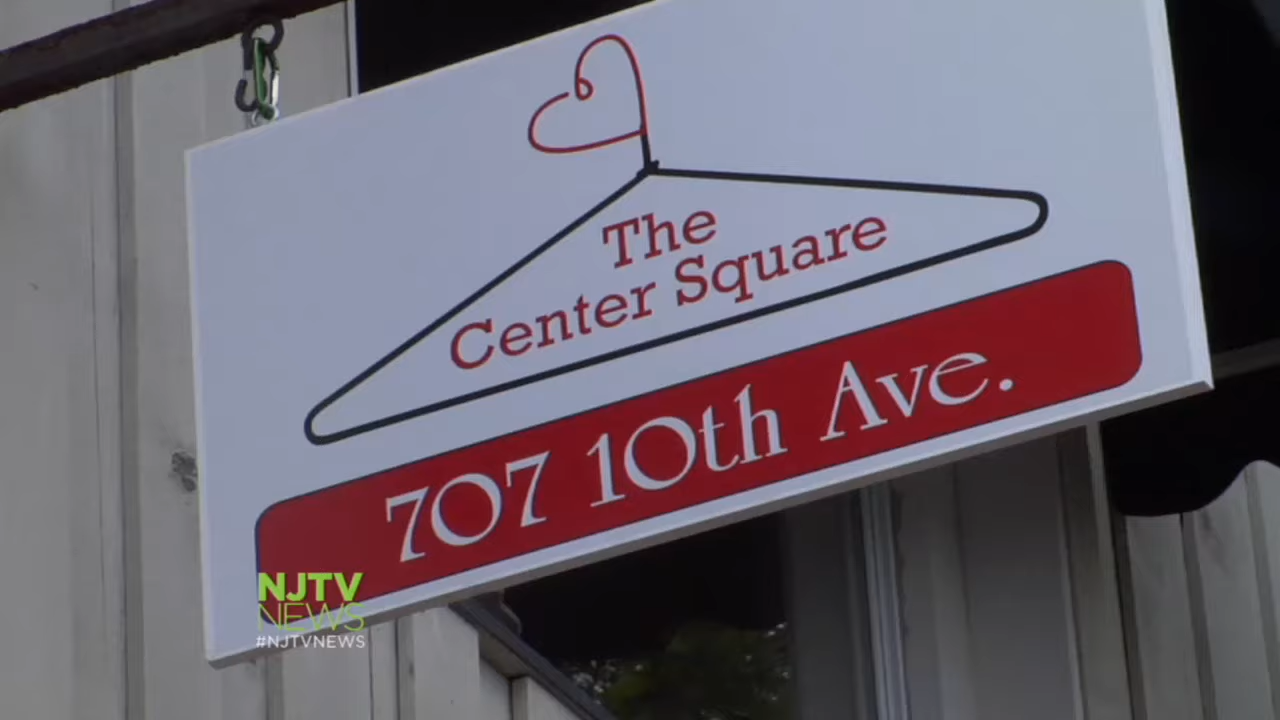 The
Center Square
707 10th Ave.
NJTV
NEWS
#NJTVNEWS